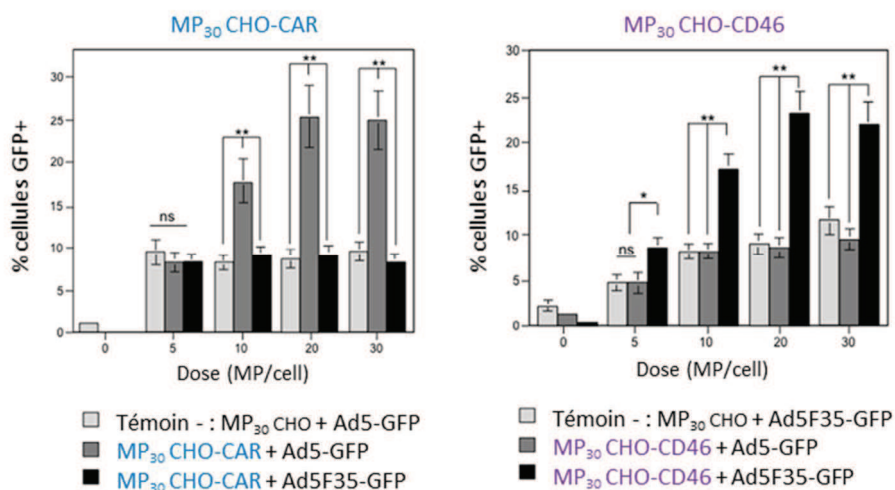 MP30 CHO-CAR
% cellules GFP+
30
25
20
15
10
5
0
ns
**
**
**
0
5
10
20
30
Dose (MP/cell)
Témoin - : MP30 CHO + Ad5-GFP
MP30 CHO-CAR + Ad5-GFP
MP30 CHO-CAR + Ad5F35-GFP
MP30 CHO-CD46
% cellules GFP+
30
25
20
15
10
5
0
ns
*
**
**
**
0
5
10
20
30
Dose (MP/cell)
Témoin - : MP30 CHO + Ad5F35-GFP
MP30 CHO-CD46 + Ad5-GFP
MP30 CHO-CD46 + Ad5F35-GFP